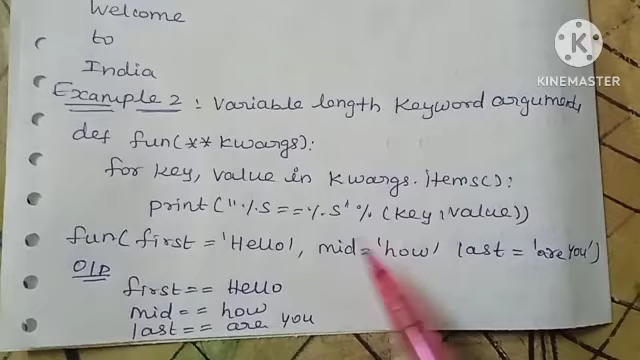 Welcome
to
India
Example 2 : Variable length Keyword arguments
def fun(** kwargs):
for key, value in kwargs.items():
print("%s==%s" % (key, value))
fun(first = 'Hello', mid = 'how' last = 'are you')
O/P
first== Hello
mid== how
last== are you
KINEMASTER